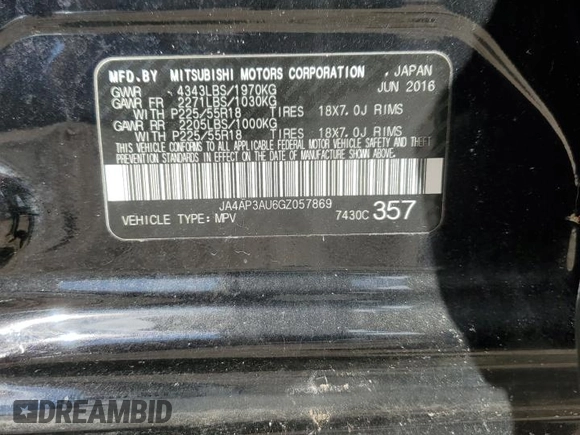 MFD.BY MITSUBISHI MOTORS CORPORATION , JAPAN
GVWR 4343LBS/1970KG JUN 2016
GAWR FR 2271LBS/1030KG
WITH P225/55R18 TIRES 18X7.0J RIMS
GAWR RR 2205LBS/1000KG
WITH P225/55R18 TIRES 18X7.0J RIMS
THIS VEHICLE CONFORMS TO ALL APPLICABLE FEDERAL MOTOR VEHICLE SAFETY AND THEFT
PREVENTION STANDARDS IN EFFECT ON THE DATE OF MANUFACTURE SHOWN ABOVE.
JA4AP3AU6GZ057869
VEHICLE TYPE: MPV 7430C 357
DREAMBID